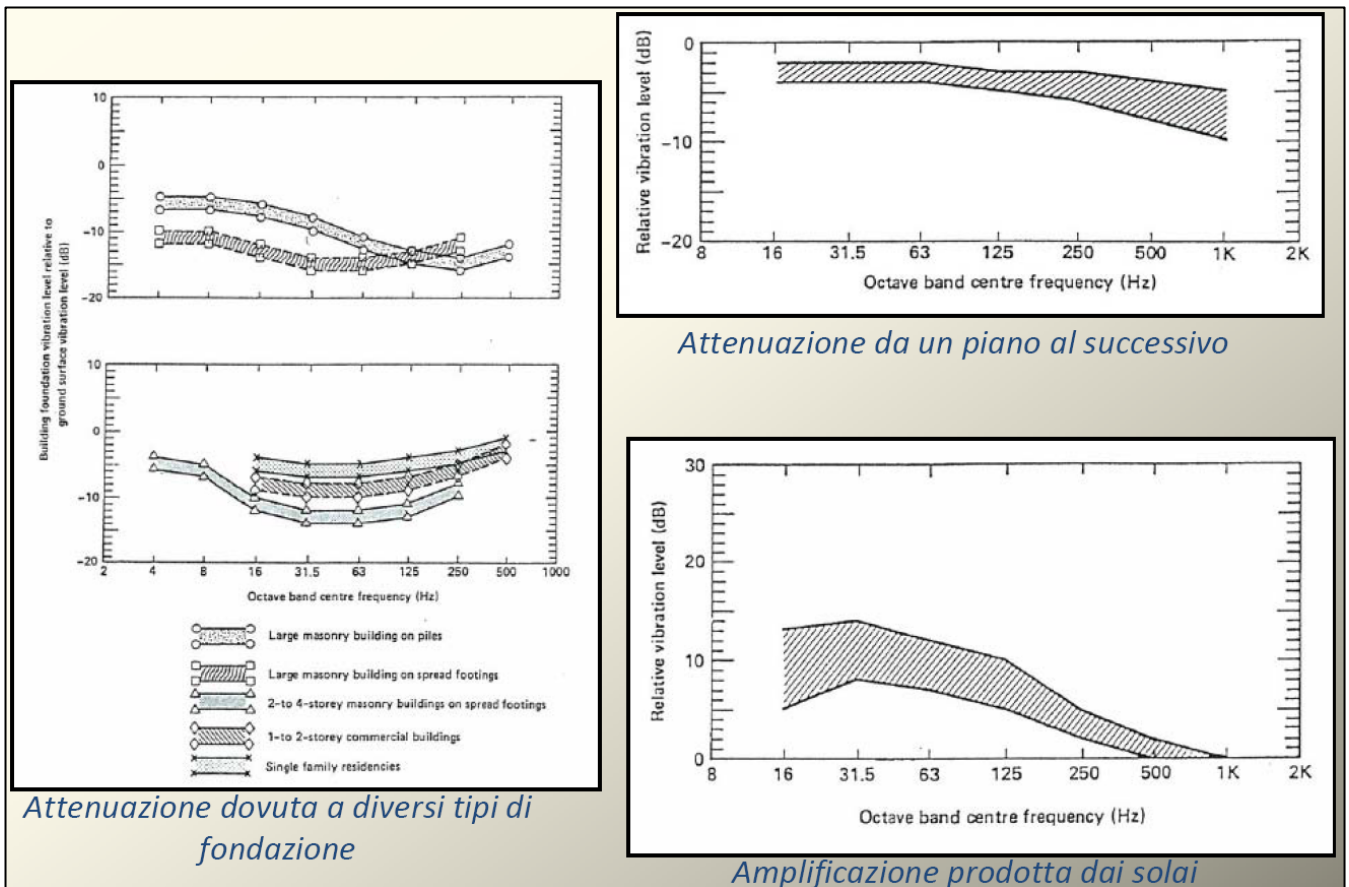 Building foundation vibration level relative to
ground surface vibration level (dB)
10
0
-10
-20
10
0
-10
-20
2 4 8 16 31.5 63 125 250 500 1000
Octave band centre frequency (Hz)
Large masonry building on piles
Large masonry building on spread footings
2-to 4-storey masonry buildings on spread footings
1-to 2-storey commercial buildings
Single family residencies
Attenuazione dovuta a diversi tipi di
fondazione
Relative vibration level (dB)
0
-10
-20
8 16 31.5 63 125 250 500 1K 2K
Octave band centre frequency (Hz)
Attenuazione da un piano al successivo
Relative vibration level (dB)
30
20
10
0
8 16 31.5 63 125 250 500 1K 2K
Octave band centre frequency (Hz)
Amplificazione prodotta dai solai